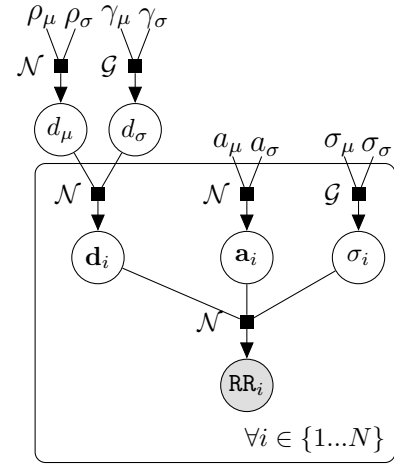 ρ_μ ρ_σ γ_μ γ_σ
𝒩 𝒢
d_μ d_σ
a_μ a_σ σ_μ σ_σ
𝒩 𝒩 𝒢
𝐝_i 𝐚_i σ_i
𝒩
RR_i
∀i ∈ {1...N}